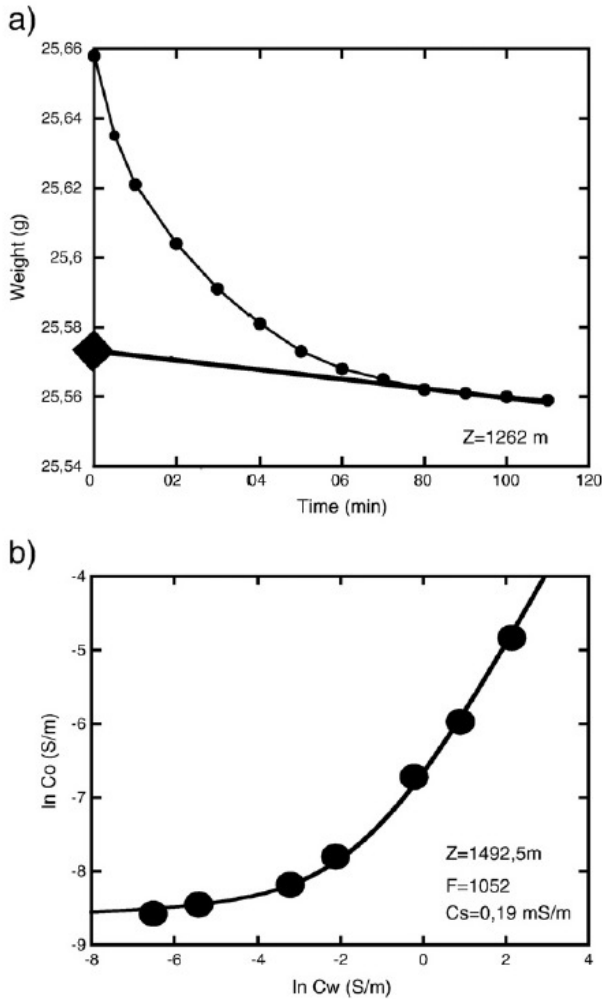 a)
25,66
25,64
25,62
25,6
25,58
25,56
25,54
Weight (g)
Z=1262 m
0 02 04 06 80 100 120
Time (min)
b)
-4
-5
-6
-7
-8
-9
ln Co (S/m)
Z=1492,5m
F=1052
Cs=0,19 mS/m
-8 -6 -4 -2 0 2 4
ln Cw (S/m)